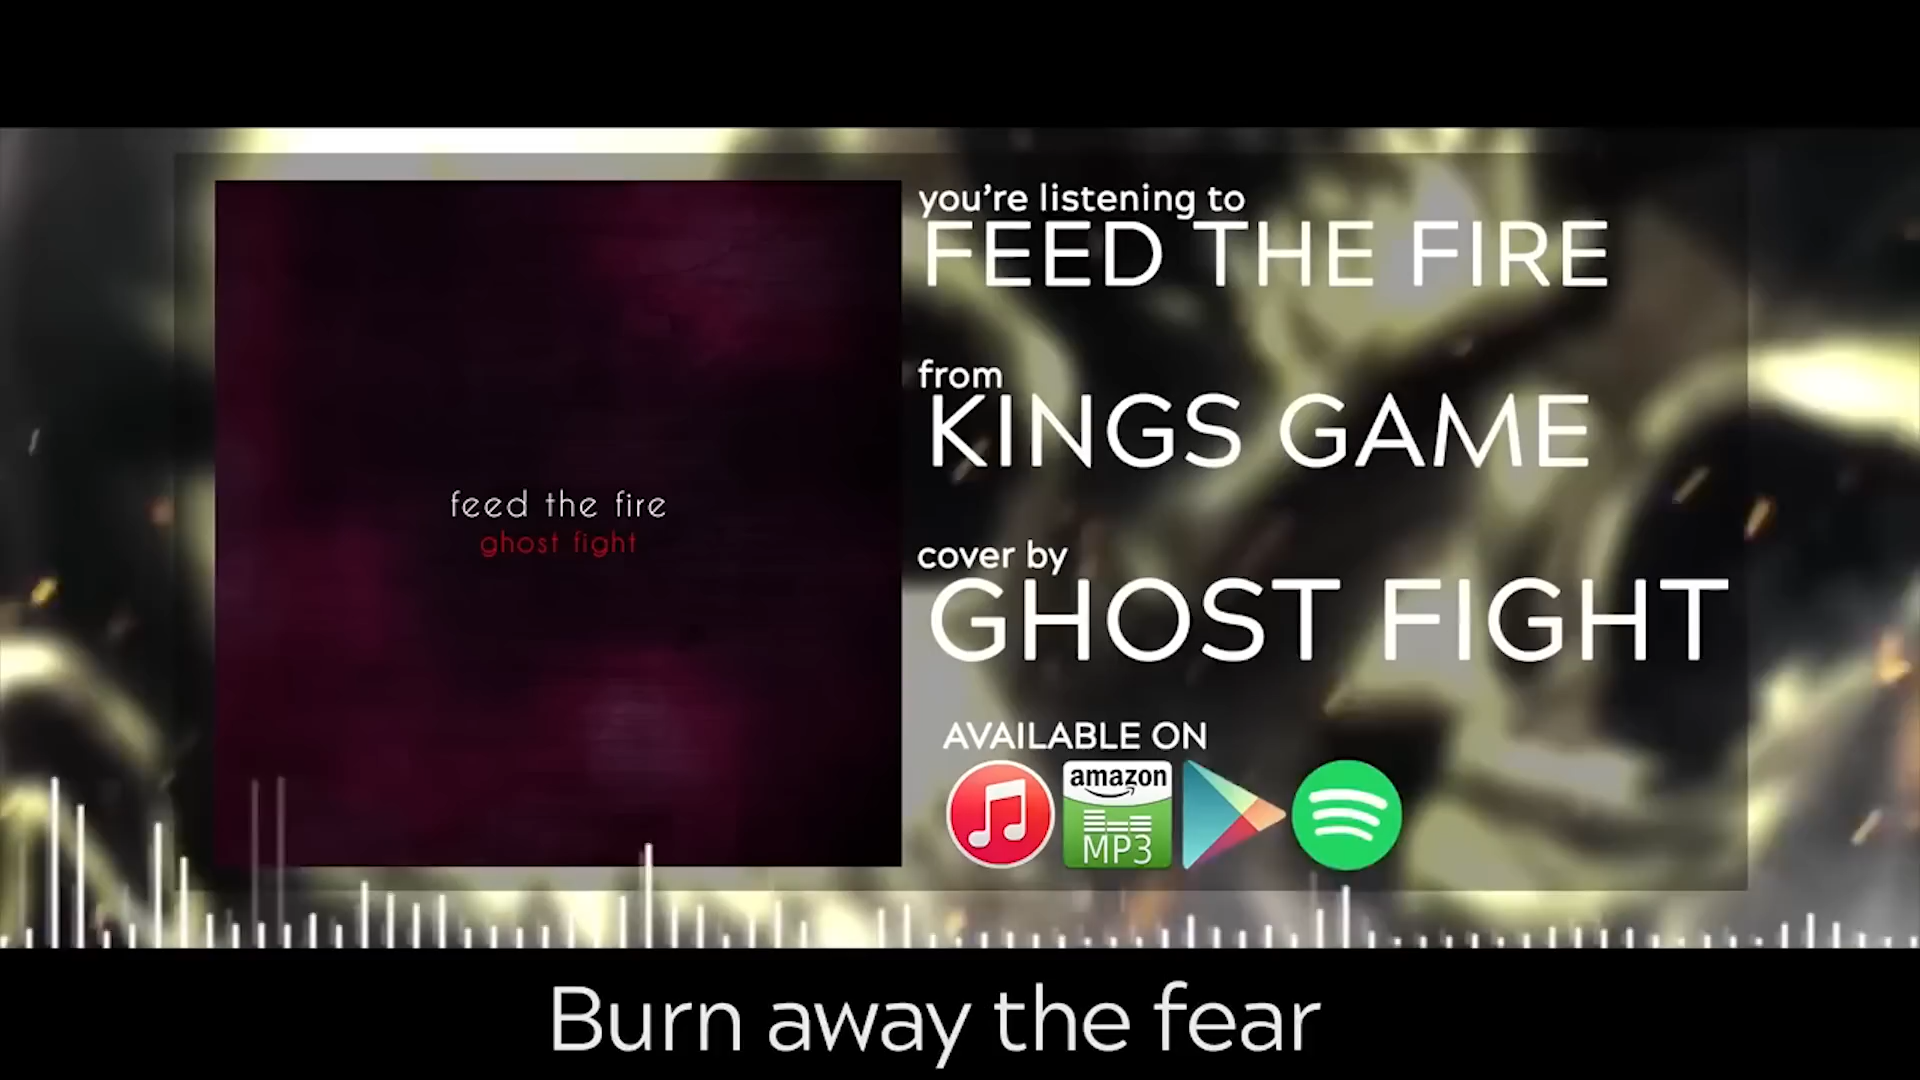 you're listening to
FEED THE FIRE
from
KINGS GAME
cover by
GHOST FIGHT
feed the fire
ghost fight
AVAILABLE ON
amazon
MP3
Burn away the fear